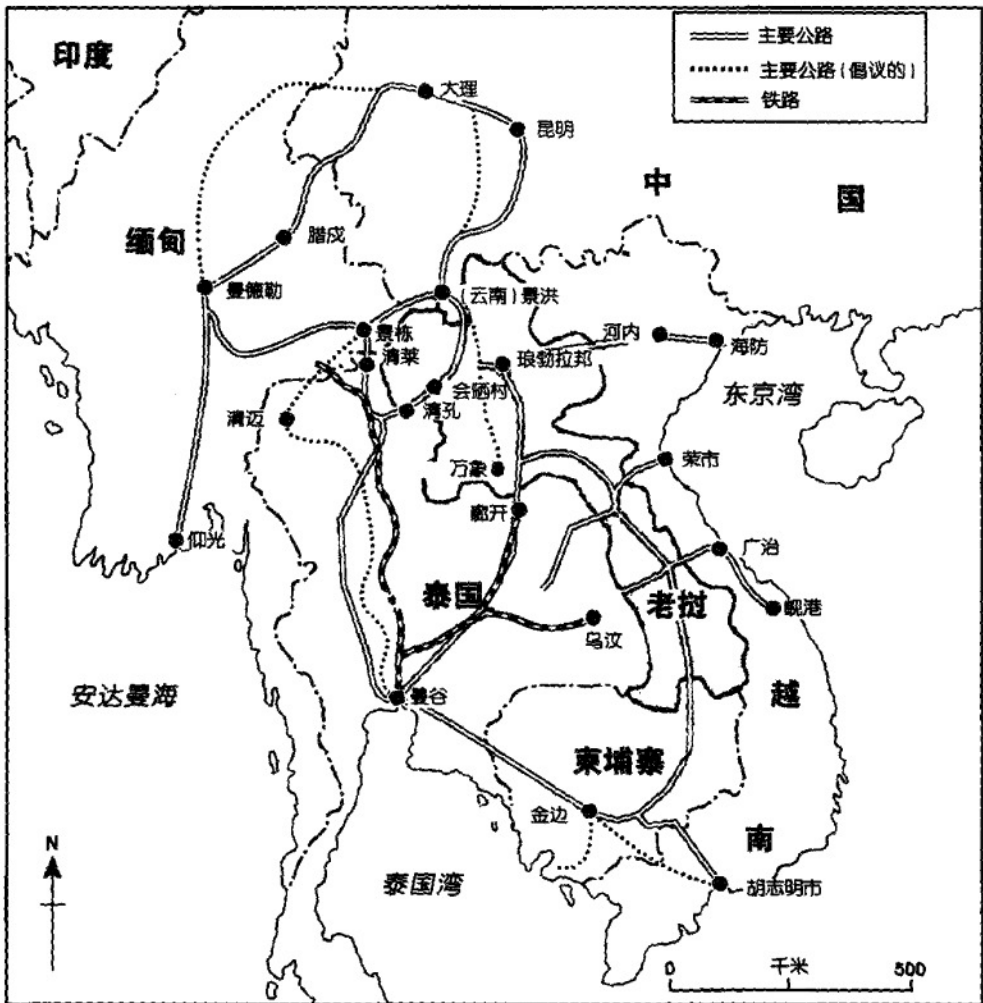 印度
主要公路
主要公路(倡议的)
铁路
大理
昆明
中
国
缅甸
腊戍
曼德勒
(云南)景洪
景栋
清莱
河内
海防
琅勃拉邦
会晒村
清孔
清迈
东京湾
万象
荣市
廊开
仰光
广治
泰国
老挝
岘港
乌汶
安达曼海
曼谷
越
柬埔寨
金边
南
N
泰国湾
胡志明市
千米
0
500